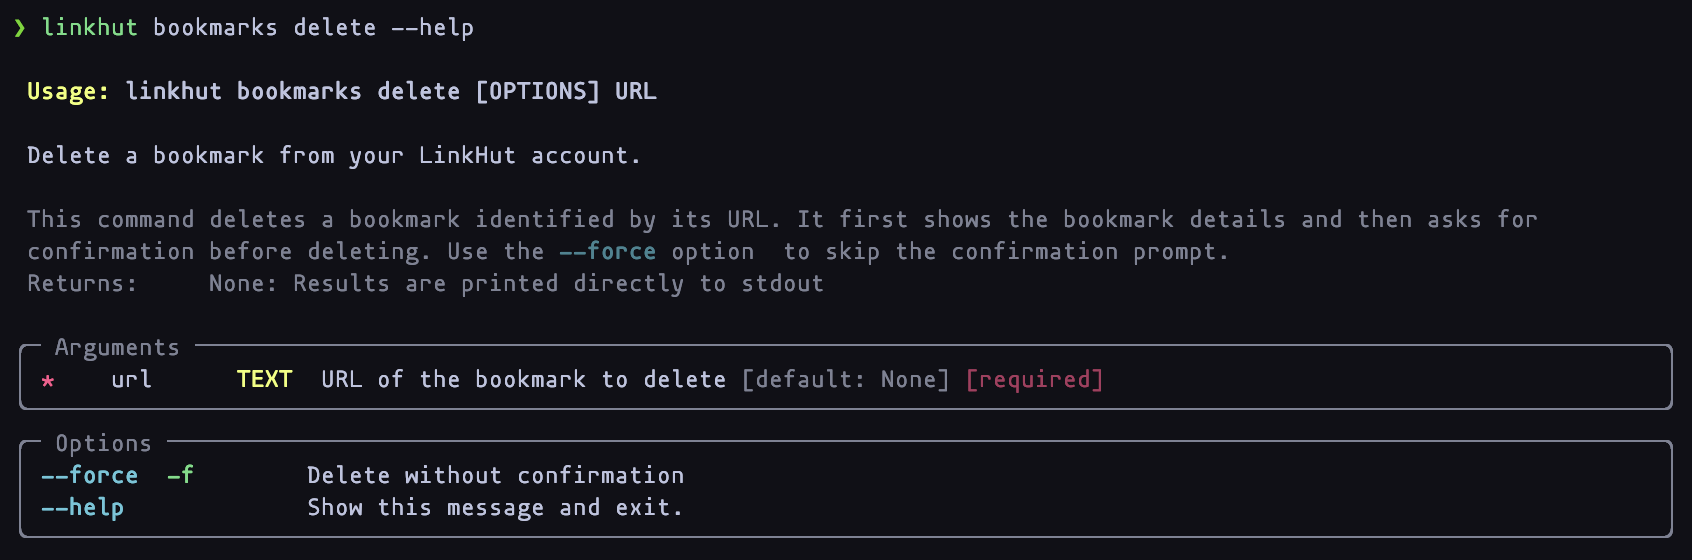 ❯ linkhut bookmarks delete --help
Usage: linkhut bookmarks delete [OPTIONS] URL
Delete a bookmark from your LinkHut account.
This command deletes a bookmark identified by its URL. It first shows the bookmark details and then asks for
confirmation before deleting. Use the --force option  to skip the confirmation prompt.
Returns:     None: Results are printed directly to stdout
Arguments
*    url      TEXT  URL of the bookmark to delete [default: None] [required]
Options
--force  -f        Delete without confirmation
--help             Show this message and exit.